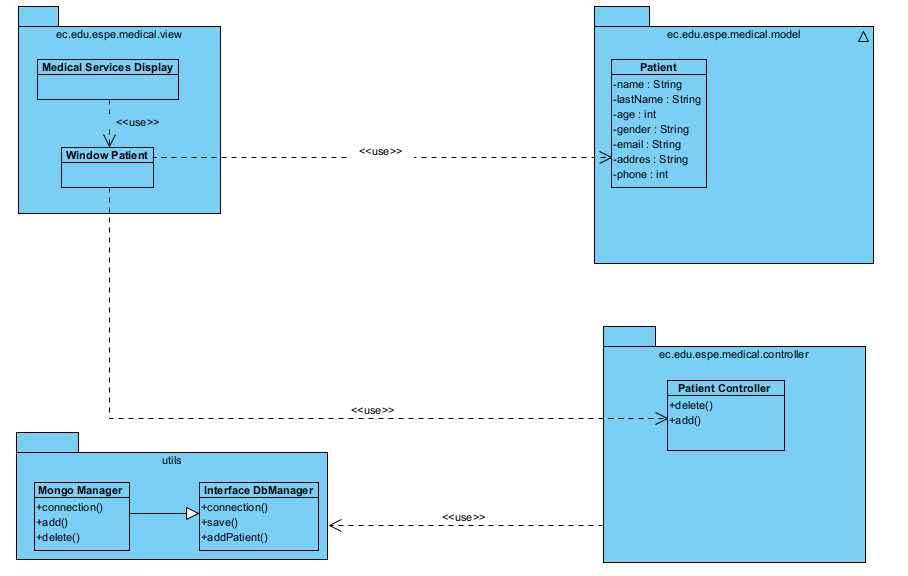 ec.edu.espe.medical.view
Medical Services Display
<<use>>
Window Patient
<<use>>
ec.edu.espe.medical.model
Patient
-name : String
-lastName : String
-age : int
-gender : String
-email : String
-addres : String
-phone : int
ec.edu.espe.medical.controller
Patient Controller
+delete()
+add()
<<use>>
utils
Mongo Manager
+connection()
+add()
+delete()
Interface DbManager
+connection()
+save()
+addPatient()
<<use>>